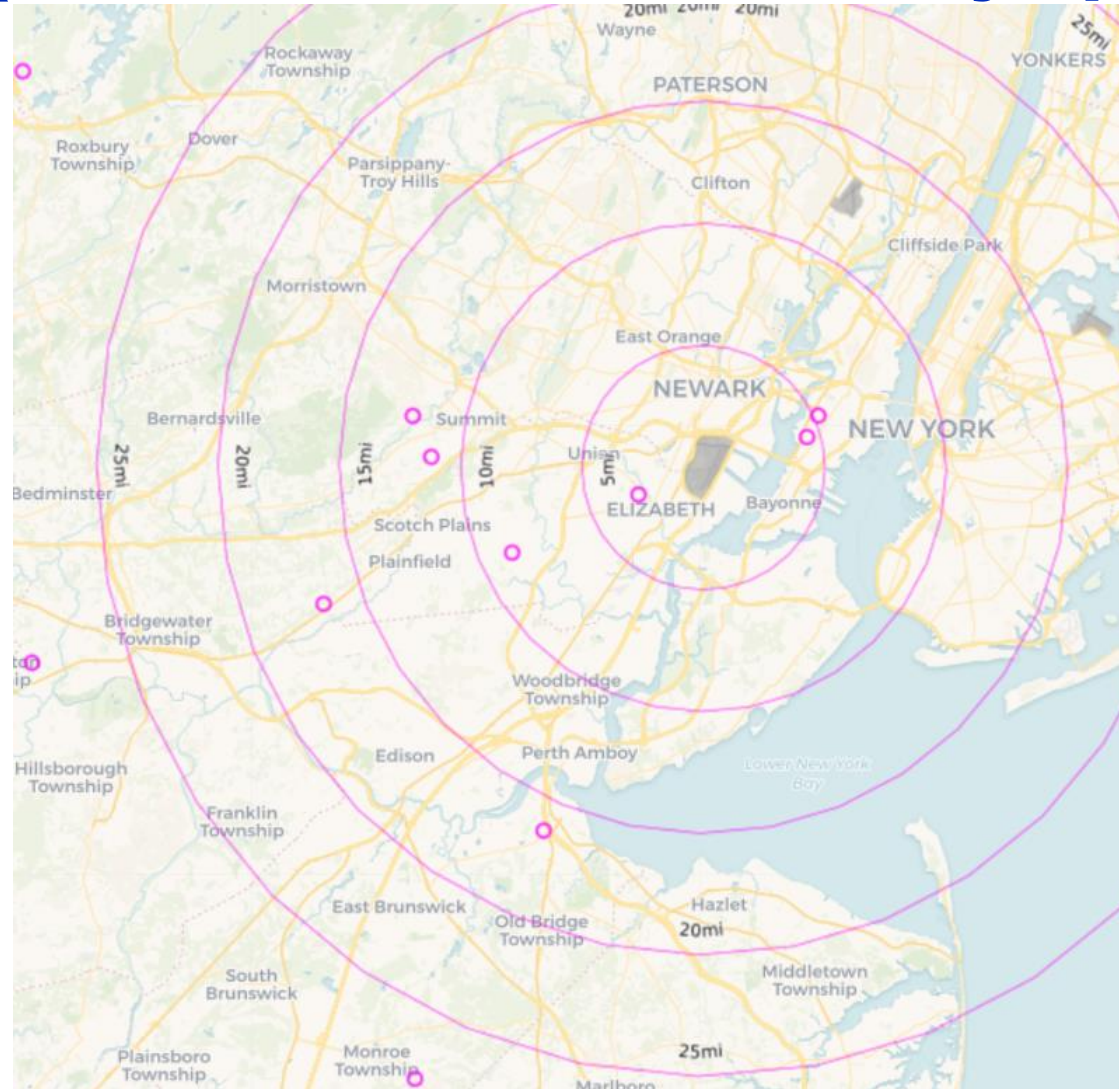 20mi 20mi 20mi
25mi
Wayne
Rockaway
Township
YONKERS
PATERSON
Roxbury
Township
Dover
Parsippany-
Troy Hills
Clifton
Cliffside Park
Morristown
East Orange
NEWARK
Bernardsville
Summit
NEW YORK
25mi
20mi
15mi
10mi
Union
5mi
Bedminster
ELIZABETH
Bayonne
Scotch Plains
Plainfield
Bridgewater
Township
Woodbridge
Township
Edison
Perth Amboy
Lower New York
Bay
Hillsborough
Township
Franklin
Township
East Brunswick
Hazlet
Old Bridge
Township
20mi
South
Brunswick
Middletown
Township
25mi
Plainsboro
Township
Monroe
Township
Marlboro